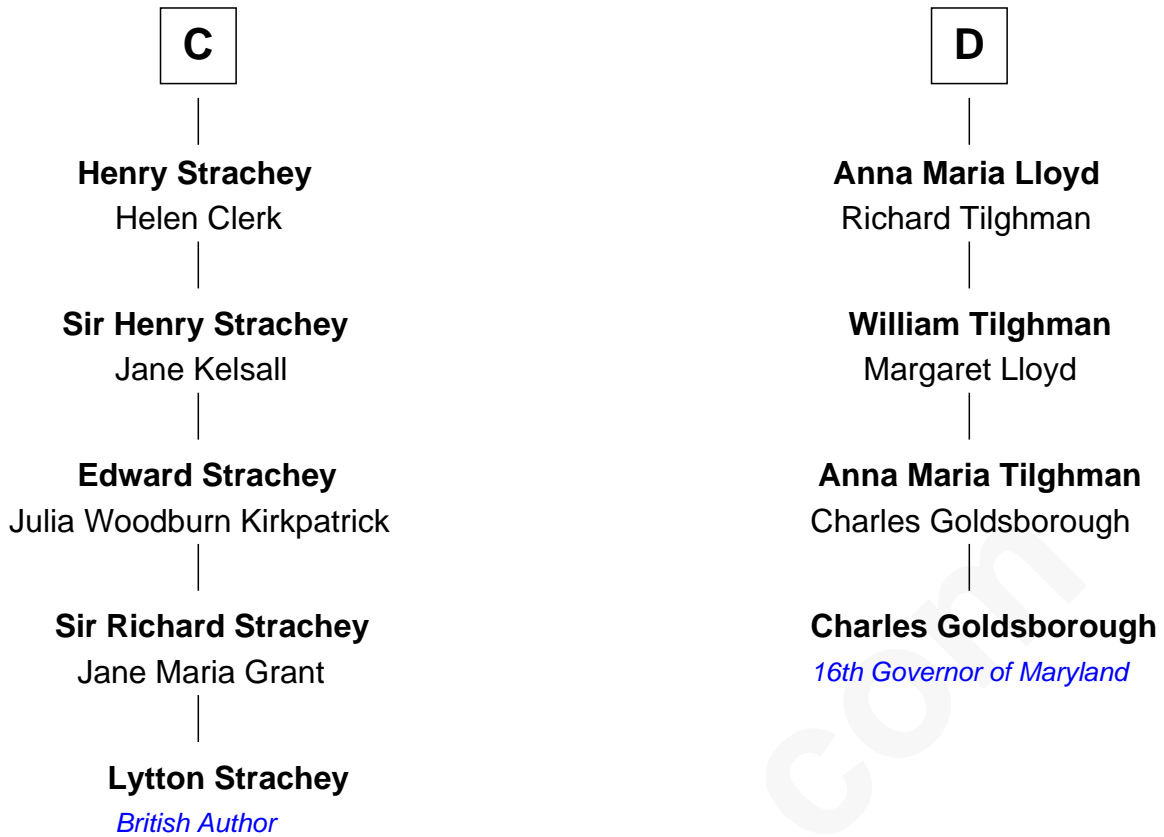 C
Henry Strachey
Helen Clerk
Sir Henry Strachey
Jane Kelsall
Edward Strachey
Julia Woodburn Kirkpatrick
Sir Richard Strachey
Jane Maria Grant
Lytton Strachey
British Author
D
Anna Maria Lloyd
Richard Tilghman
William Tilghman
Margaret Lloyd
Anna Maria Tilghman
Charles Goldsborough
Charles Goldsborough
16th Governor of Maryland
com